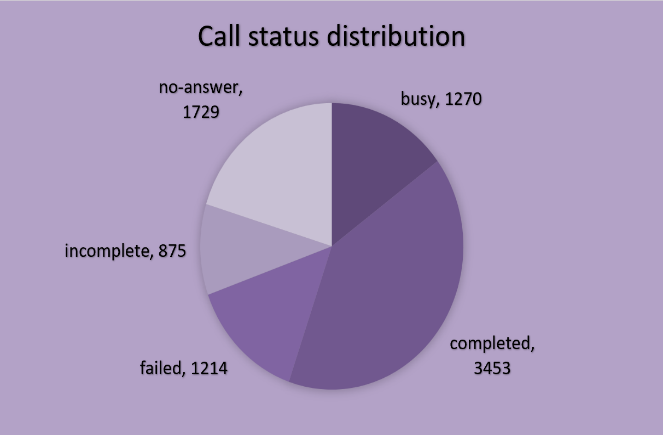 Call status distribution
no-answer,
1729
busy, 1270
incomplete, 875
completed,
3453
failed, 1214